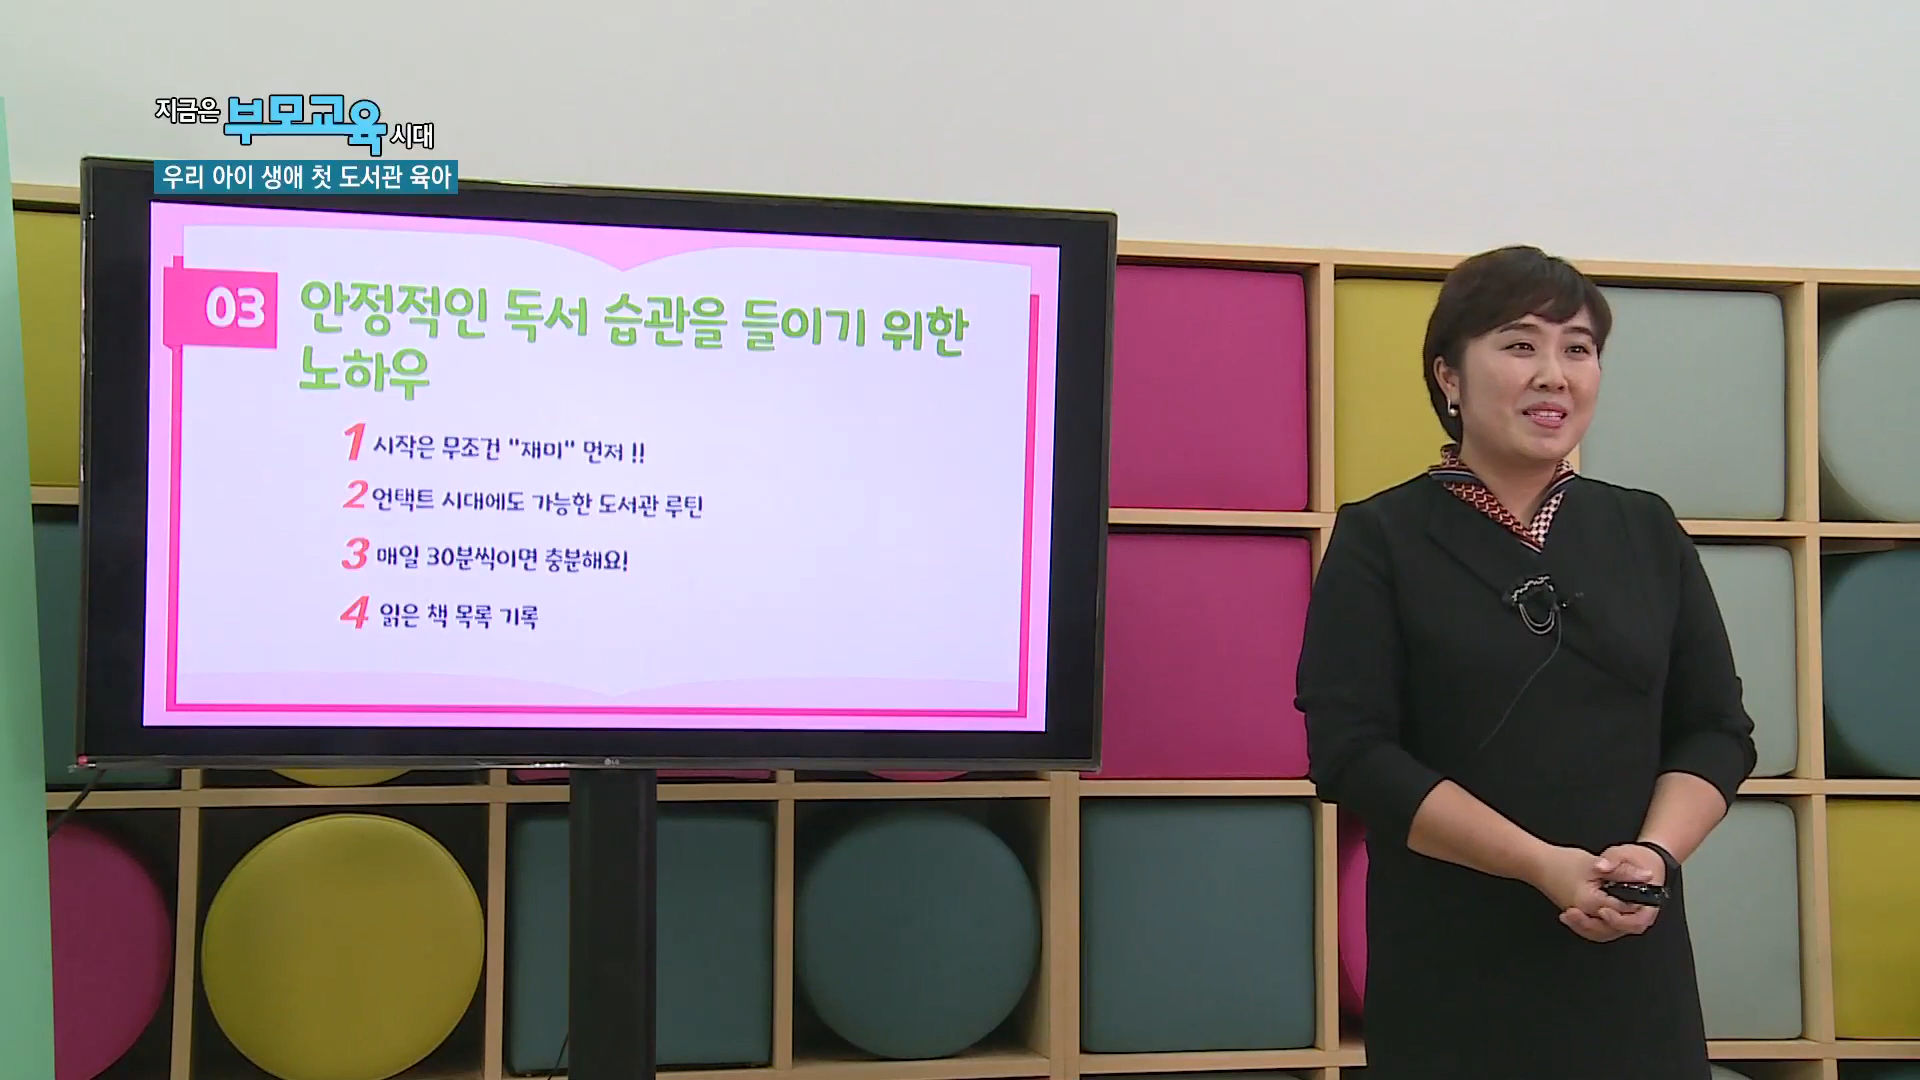 지금은 부모교육 시대
우리 아이 생애 첫 도서관 육아
03 안정적인 독서 습관을 들이기 위한
노하우
1 시작은 무조건 "재미" 먼저 !!
2 언택트 시대에도 가능한 도서관 루틴
3 매일 30분씩이면 충분해요!
4 읽은 책 목록 기록
LG